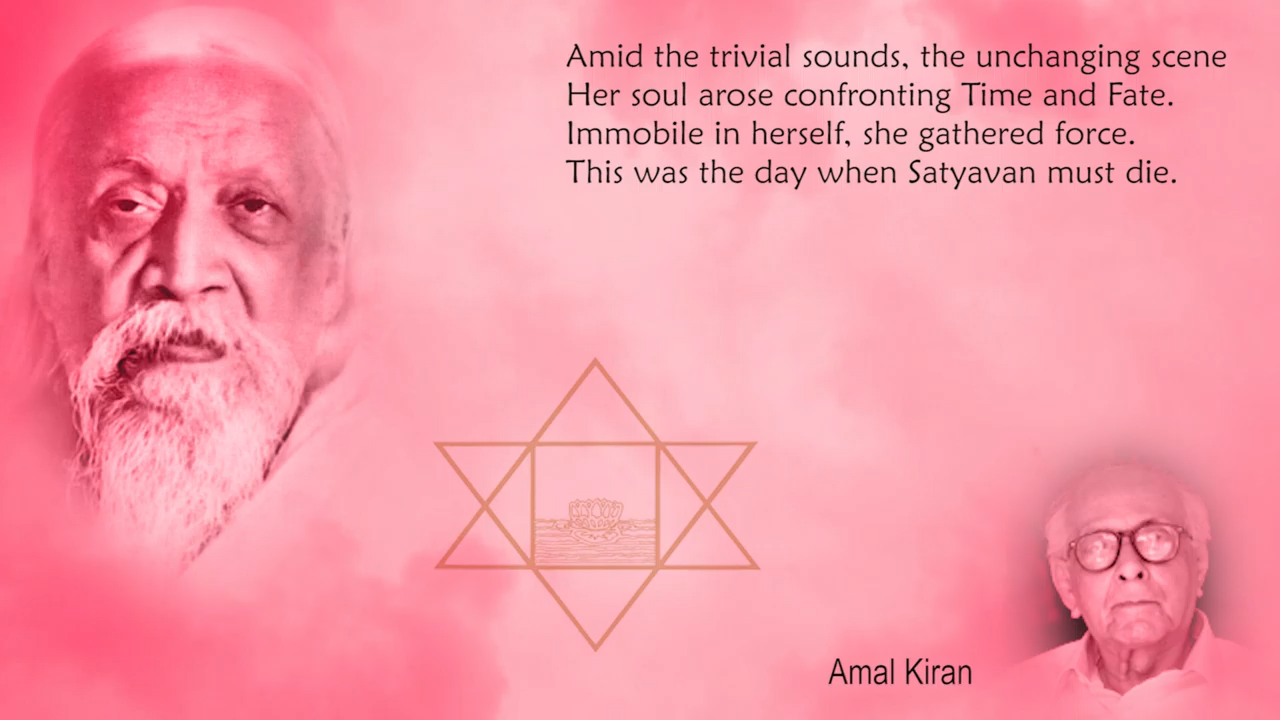 Amid the trivial sounds, the unchanging scene
Her soul arose confronting Time and Fate.
Immobile in herself, she gathered force.
This was the day when Satyavan must die.
Amal Kiran